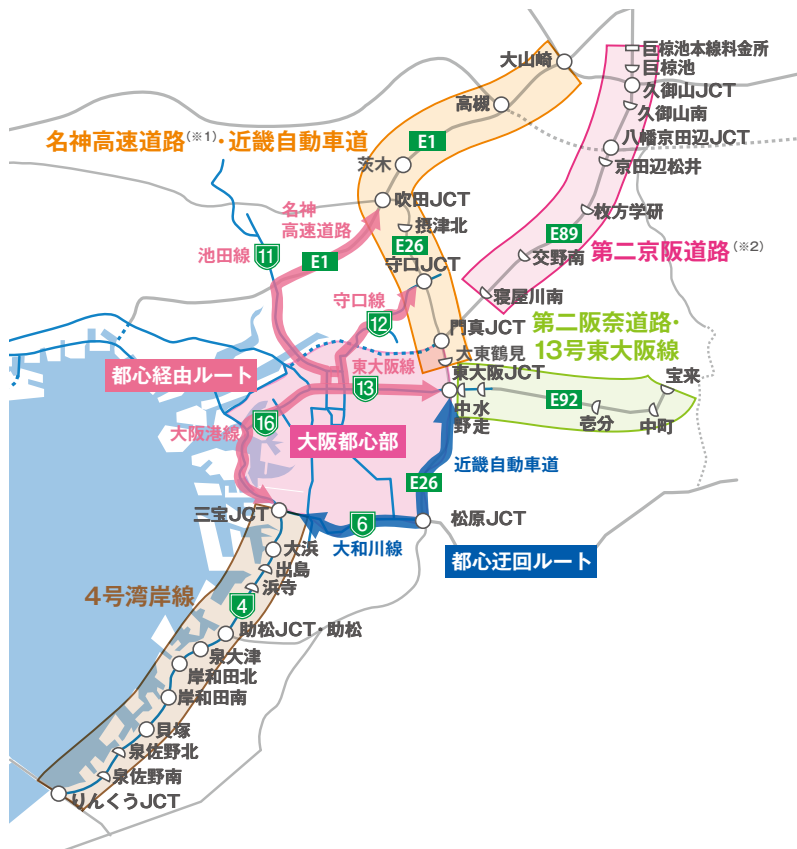 大山崎
巨椋池本線料金所
巨椋池
久御山JCT
久御山南
高槻
八幡京田辺JCT
名神高速道路(※1)・近畿自動車道
E1
京田辺松井
茨木
吹田JCT
枚方学研
名神
高速道路
摂津北
E89
第二京阪道路(※2)
池田線
11
E1
E26
交野南
守口JCT
寝屋川南
守口線
12
門真JCT
第二阪奈道路・
13号東大阪線
大東鶴見
都心経由ルート
東大阪線
13
東大阪JCT
宝来
E92
中野
水走
壱分
中町
16
大阪港線
大阪都心部
近畿自動車道
E26
三宝JCT
6
松原JCT
大和川線
都心迂回ルート
大浜
出島
浜寺
4号湾岸線
4
助松JCT・助松
泉大津
岸和田北
岸和田南
貝塚
泉佐野北
泉佐野南
りんくうJCT